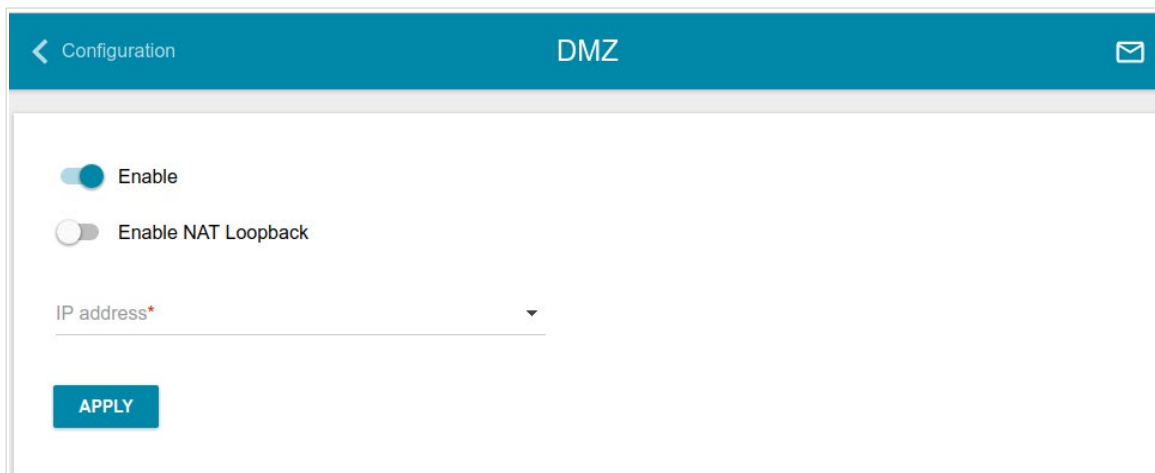 Configuration
DMZ
Enable
Enable NAT Loopback
IP address*
APPLY